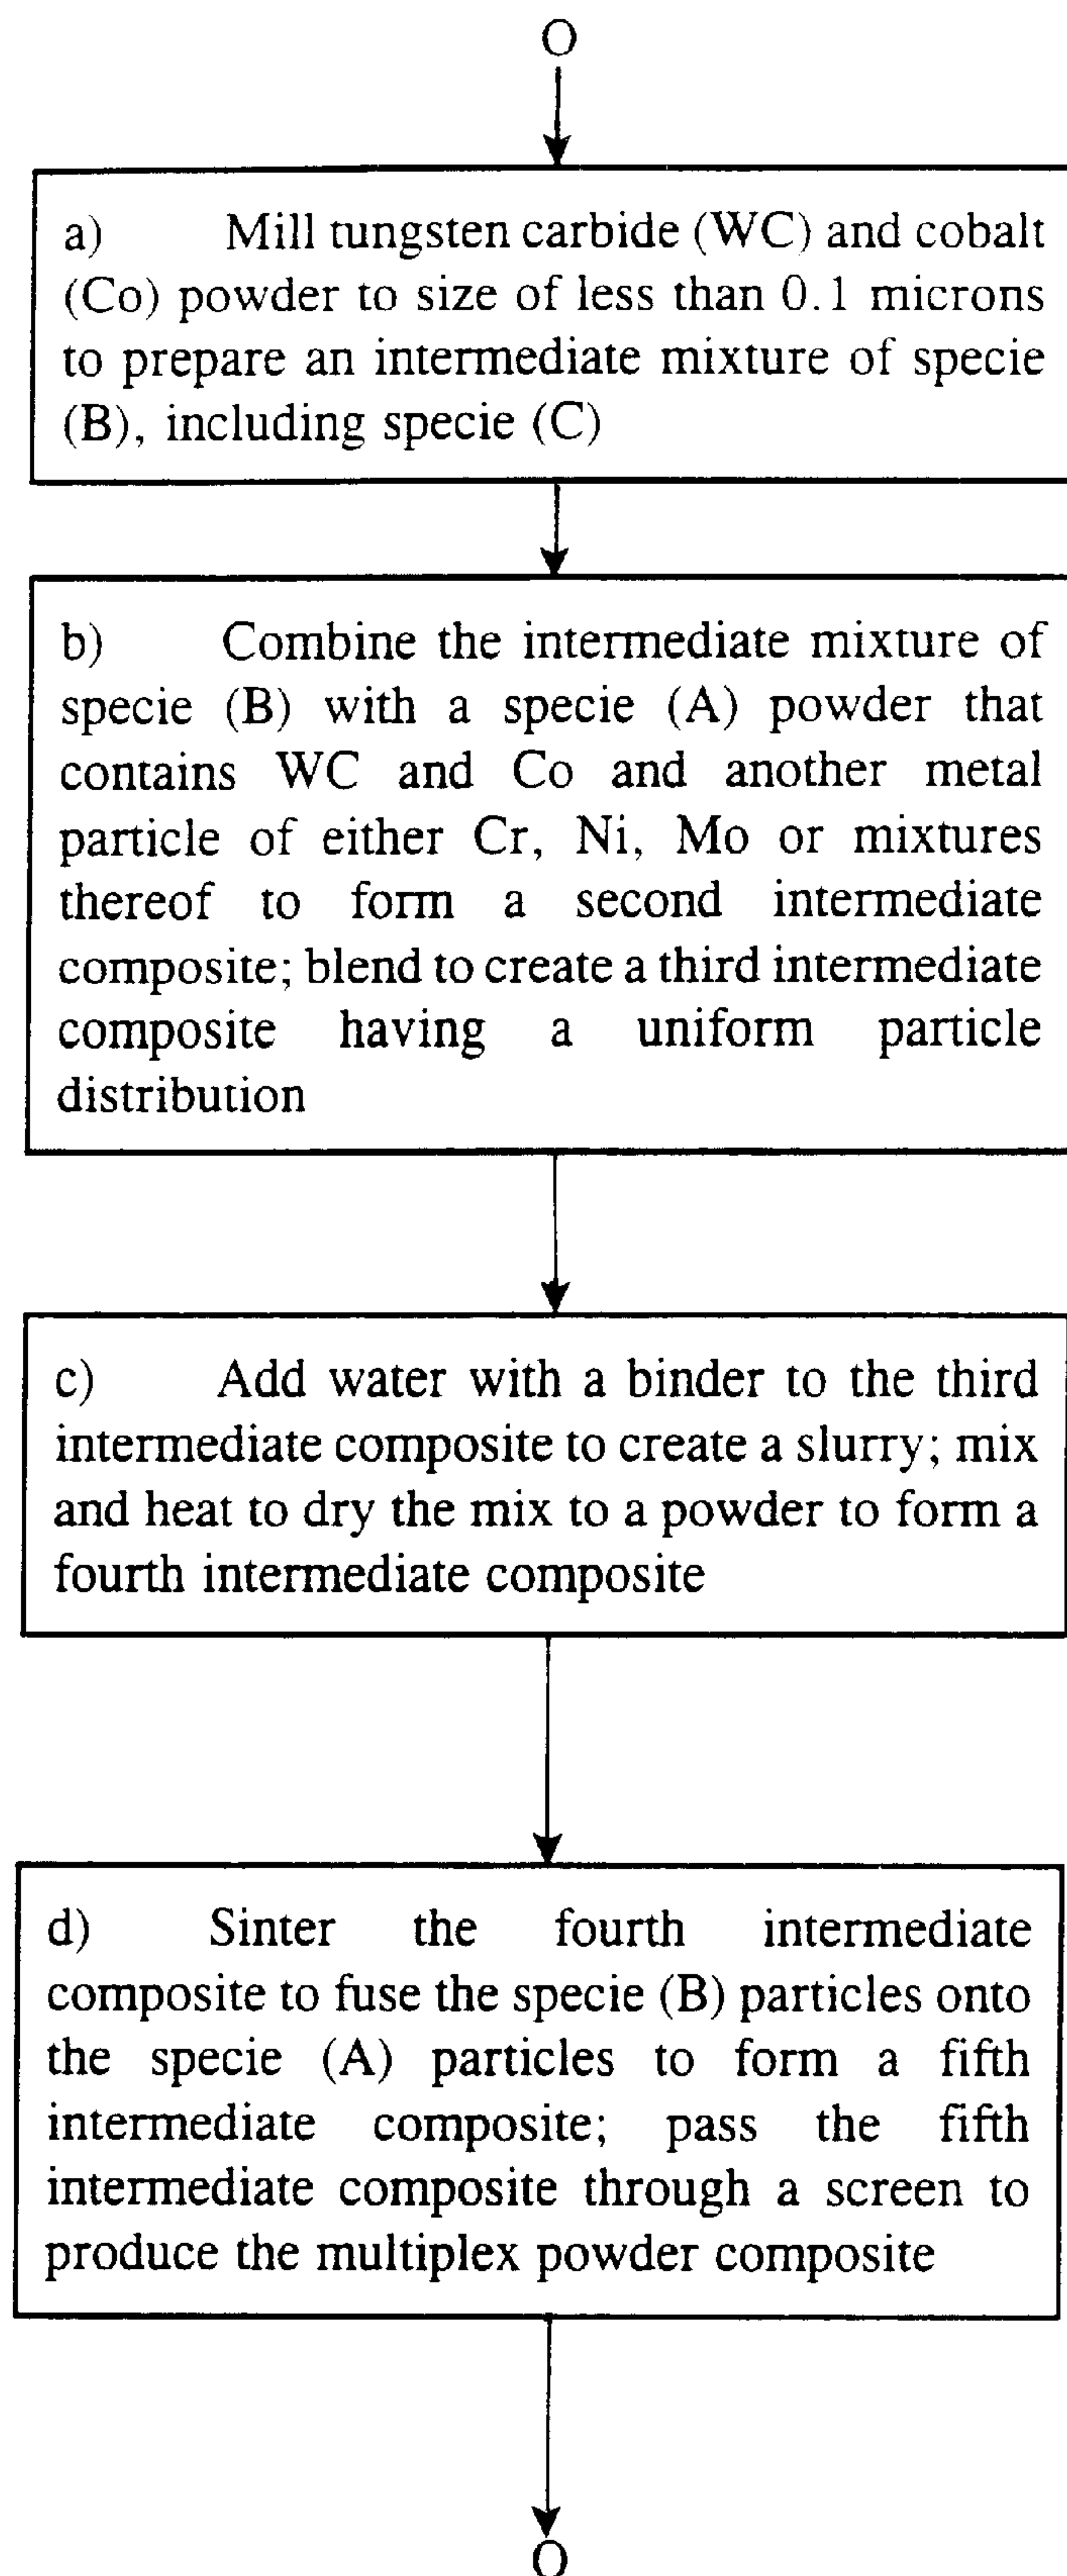 O
a) Mill tungsten carbide (WC) and cobalt
(Co) powder to size of less than 0.1 microns
to prepare an intermediate mixture of specie
(B), including specie (C)
b) Combine the intermediate mixture of
specie (B) with a specie (A) powder that
contains WC and Co and another metal
particle of either Cr, Ni, Mo or mixtures
thereof to form a second intermediate
composite; blend to create a third intermediate
composite having a uniform particle
distribution
c) Add water with a binder to the third
intermediate composite to create a slurry; mix
and heat to dry the mix to a powder to form a
fourth intermediate composite
d) Sinter the fourth intermediate
composite to fuse the specie (B) particles onto
the specie (A) particles to form a fifth
intermediate composite; pass the fifth
intermediate composite through a screen to
produce the multiplex powder composite
O